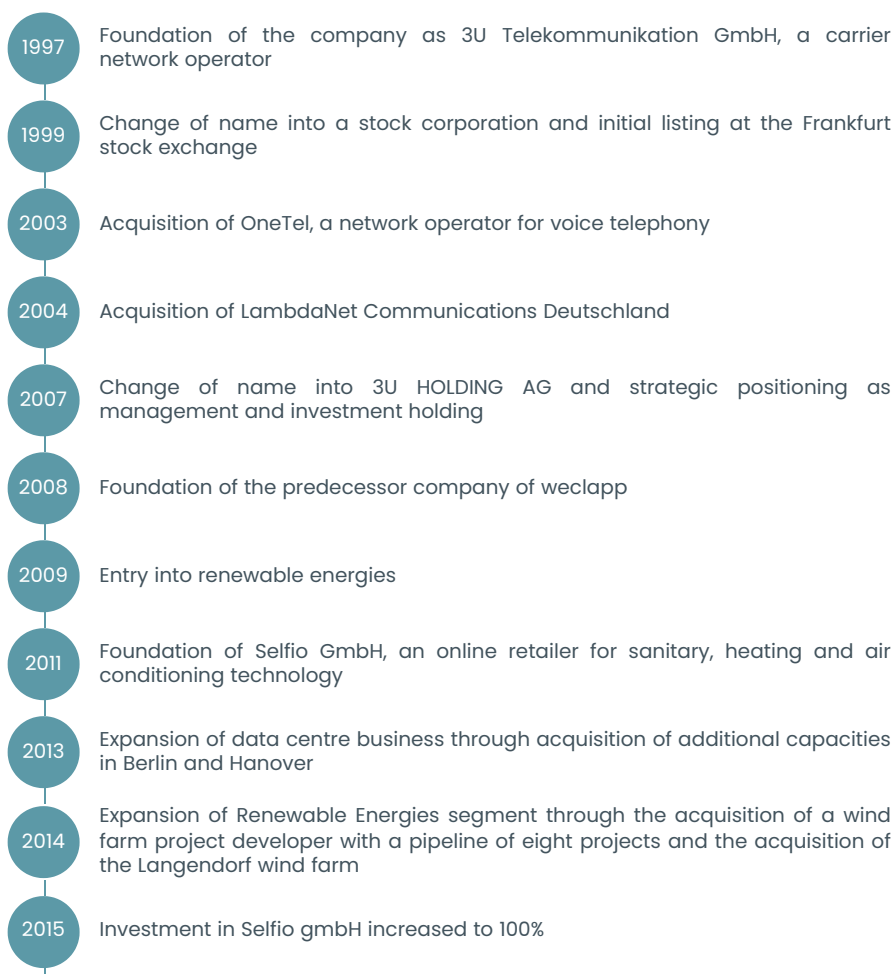 1997
Foundation of the company as 3U Telekommunikation GmbH, a carrier
network operator
1999
Change of name into a stock corporation and initial listing at the Frankfurt
stock exchange
2003
Acquisition of OneTel, a network operator for voice telephony
2004
Acquisition of LambdaNet Communications Deutschland
2007
Change of name into 3U HOLDING AG and strategic positioning as
management and investment holding
2008
Foundation of the predecessor company of weclapp
2009
Entry into renewable energies
2011
Foundation of Selfio GmbH, an online retailer for sanitary, heating and air
conditioning technology
2013
Expansion of data centre business through acquisition of additional capacities
in Berlin and Hanover
2014
Expansion of Renewable Energies segment through the acquisition of a wind
farm project developer with a pipeline of eight projects and the acquisition of
the Langendorf wind farm
2015
Investment in Selfio gmbH increased to 100%